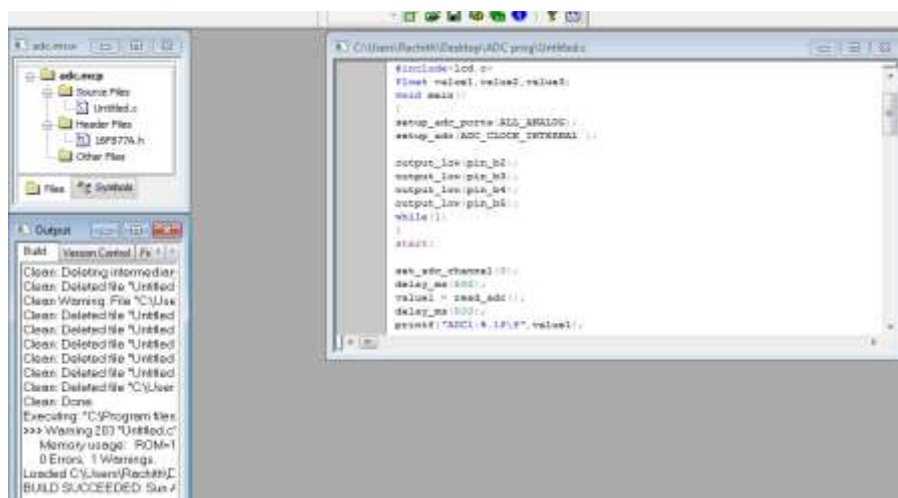 adc.mcp
adc.mcp
Source Files
Untitled.c
Header Files
16F877A.h
Other Files
Files
Symbols
Output
Build
Version Control
Clean: Deleting intermediar
Clean: Deleted file "Untitled
Clean Warning: File "C:\Use
Clean: Deleted file "Untitled
Clean: Deleted file "Untitled
Clean: Deleted file "Untitled
Clean: Deleted file "Untitled
Clean: Deleted file "Untitled
Clean: Deleted file "C:\User
Clean: Done.
Executing: "C:\Program files
>>> Warning 203 "Untitled.c"
Memory usage: ROM=1
0 Errors, 1 Warnings.
Loaded C:\Users\Rachith\D
BUILD SUCCEEDED: Sun A
C:\Users\Rachith\Desktop\ADC prog\Untitled.c
#include<lcd.c>
float value1,value2,value3;
void main()
{
setup_adc_ports(ALL_ANALOG);
setup_adc(ADC_CLOCK_INTERNAL );
output_low(pin_b2);
output_low(pin_b3);
output_low(pin_b4);
output_low(pin_b5);
while(1)
{
start:
set_adc_channel(0);
delay_ms(500);
value1 = read_adc();
delay_ms(500);